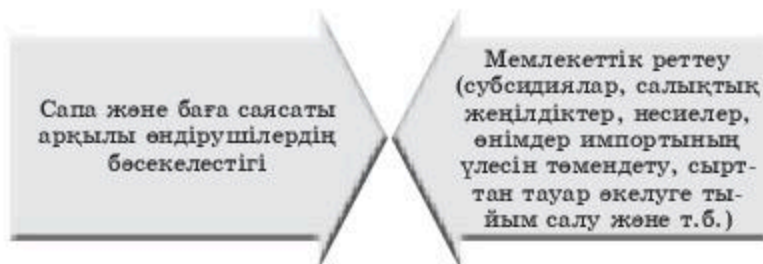 Сапа және баға саясаты
арқылы өндірушілердің
бәсекелестігі
Мемлекеттік реттеу
(субсидиялар, салықтық
жеңілдіктер, несиелер,
өнімдер импортының
үлесін төмендету, сырт-
тан тауар әкелуге ты-
йым салу және т.б.)